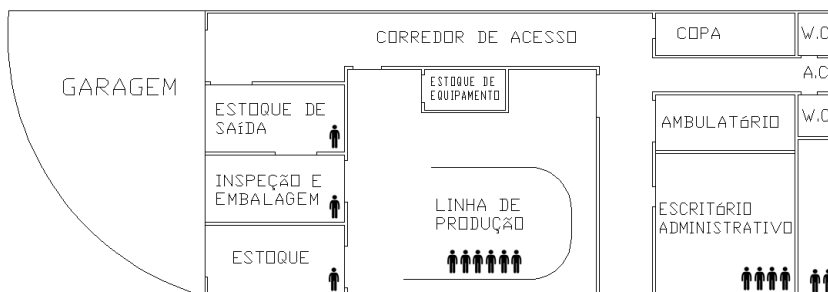 CORREDOR DE ACESSO
COPA
W.C
GARAGEM
ESTOQUE DE
EQUIPAMENTO
A.C
ESTOQUE DE
SAíDA
AMBULATóRIO
W.C
INSPEÇÃO E
EMBALAGEM
LINHA DE
PRODUÇÃO
ESCRITóRIO
ADMINISTRATIVO
ESTOQUE